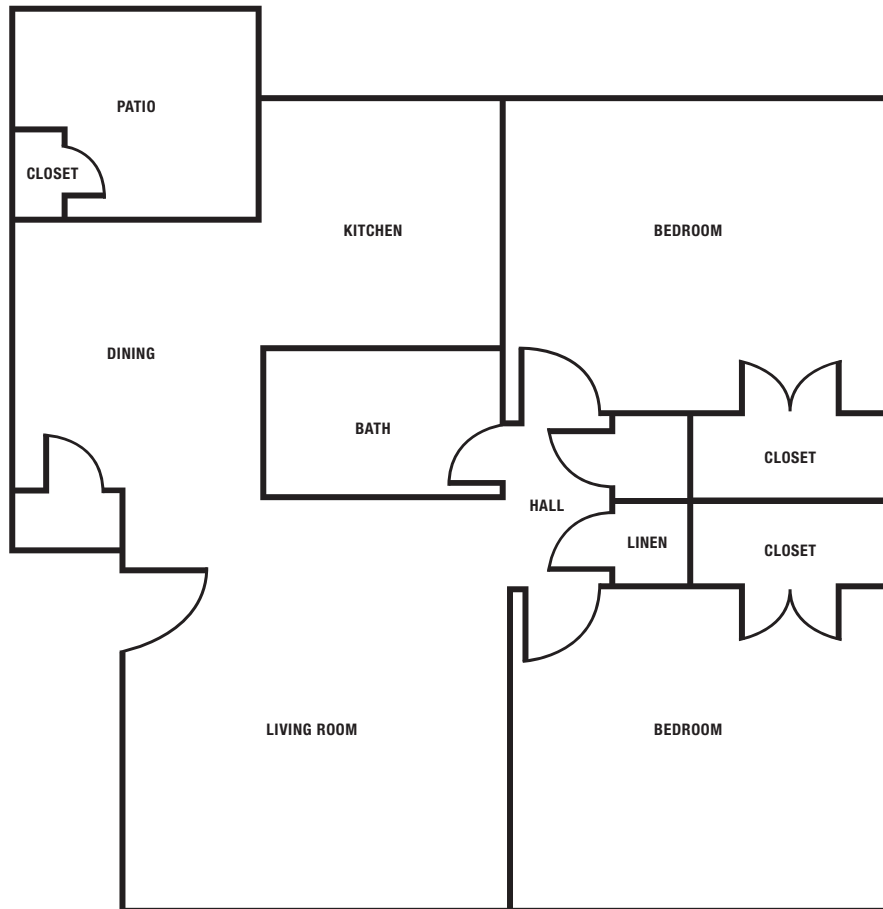 PATIO
CLOSET
KITCHEN
BEDROOM
DINING
BATH
CLOSET
HALL
LINEN
CLOSET
LIVING ROOM
BEDROOM